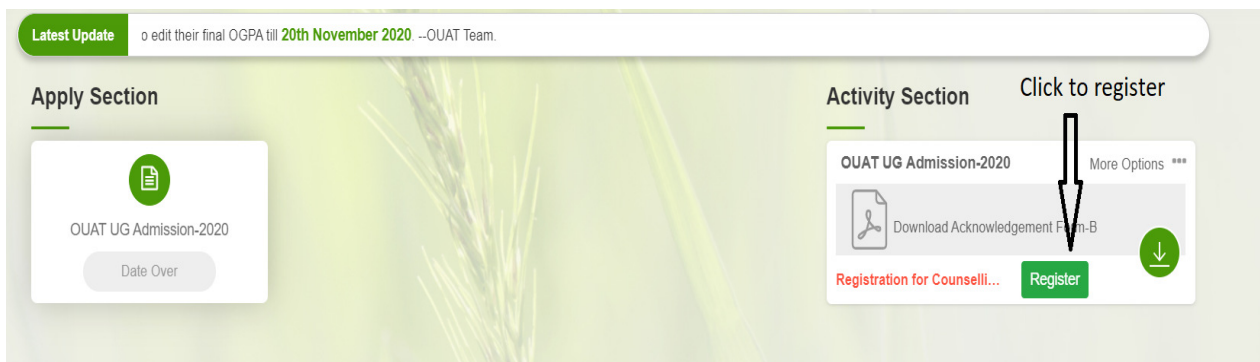 Latest Update o edit their final OGPA till 20th November 2020. --OUAT Team.
Apply Section
OUAT UG Admission-2020
Date Over
Activity Section
Click to register
OUAT UG Admission-2020 More Options
Download Acknowledgement Form-B
Registration for Counselli...
Register